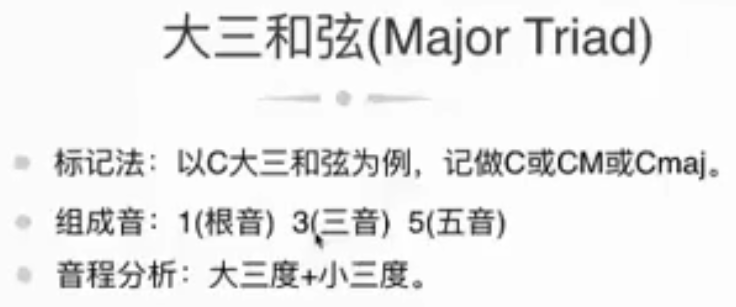 大三和弦(Major Triad)
标记法：以C大三和弦为例，记做C或CM或Cmaj。
组成音：1(根音) 3(三音) 5(五音)
音程分析：大三度+小三度。